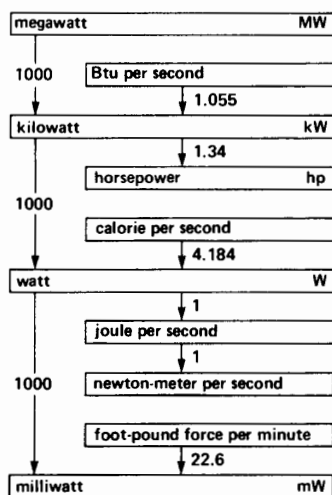 megawatt MW
1000
Btu per second
1.055
kilowatt kW
1.34
horsepower hp
1000
calorie per second
4.184
watt W
1
joule per second
1
1000
newton-meter per second
foot-pound force per minute
22.6
milliwatt mW